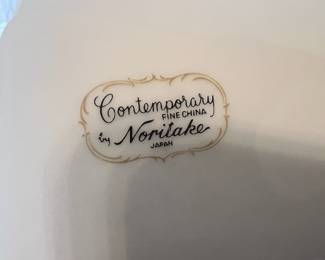 Contemporary
FINE CHINA
by Noritake
JAPAN